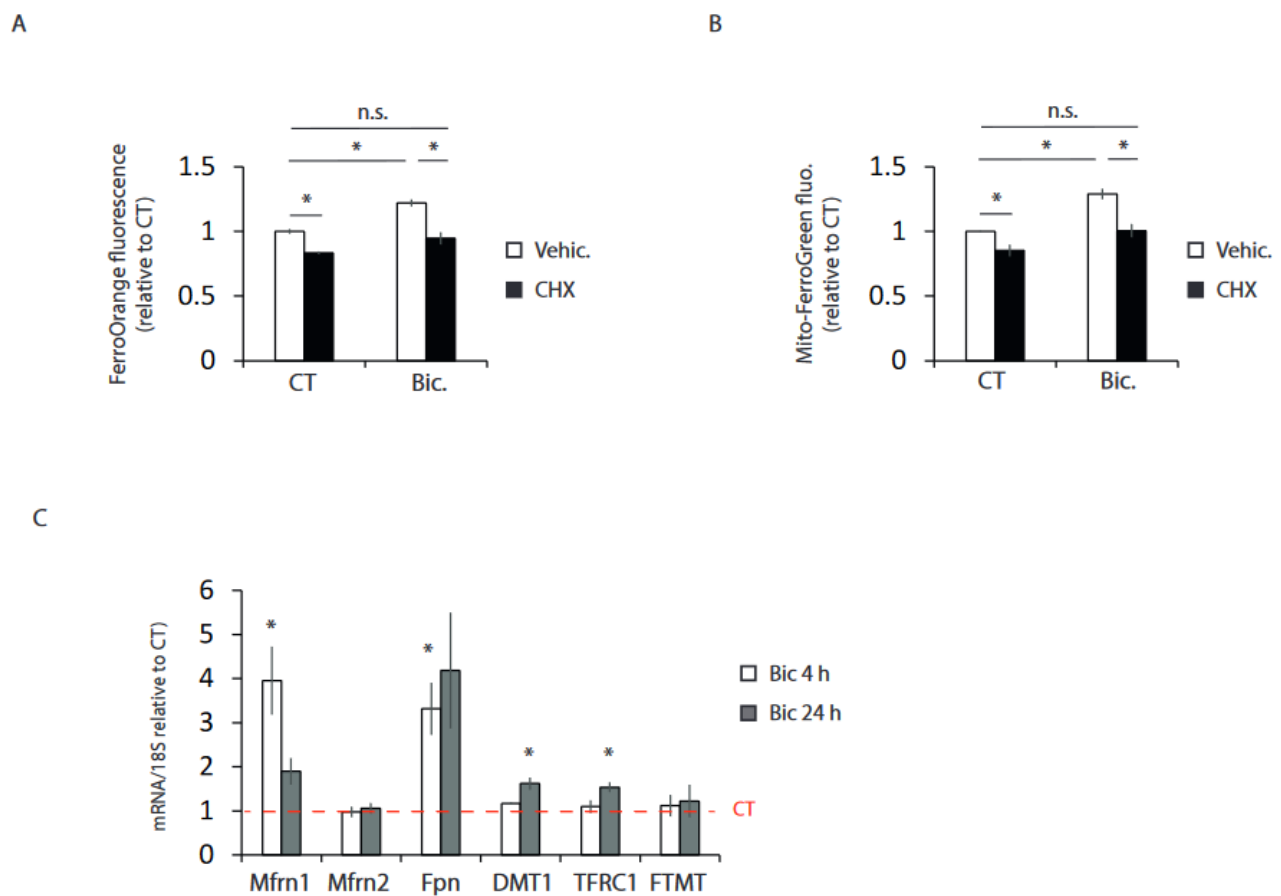 A
B
n.s.
*
*
*
1.5
1
0.5
0
FerroOrange fluorescence
(relative to CT)
CT
Bic.
Vehic.
CHX
n.s.
*
*
*
1.5
1
0.5
0
Mito-FerroGreen fluo.
(relative to CT)
CT
Bic.
Vehic.
CHX
C
6
5
4
3
2
1
0
mRNA/18S relative to CT)
*
*
*
*
Bic 4 h
Bic 24 h
CT
Mfrn1
Mfrn2
Fpn
DMT1
TFRC1
FTMT